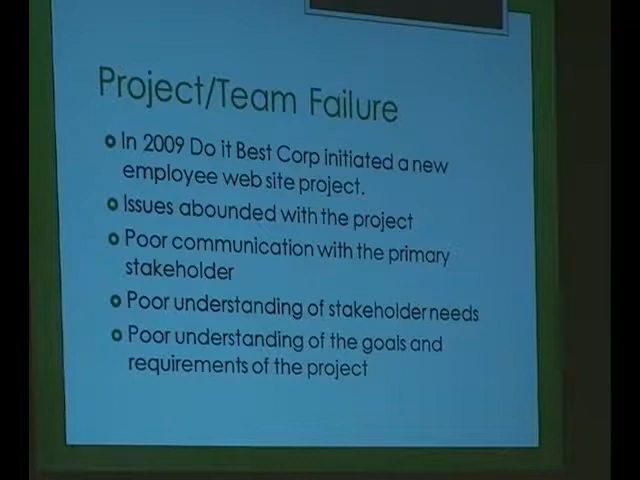 Project/Team Failure
In 2009 Do it Best Corp initiated a new
employee web site project.
Issues abounded with the project
Poor communication with the primary
stakeholder
Poor understanding of stakeholder needs
Poor understanding of the goals and
requirements of the project